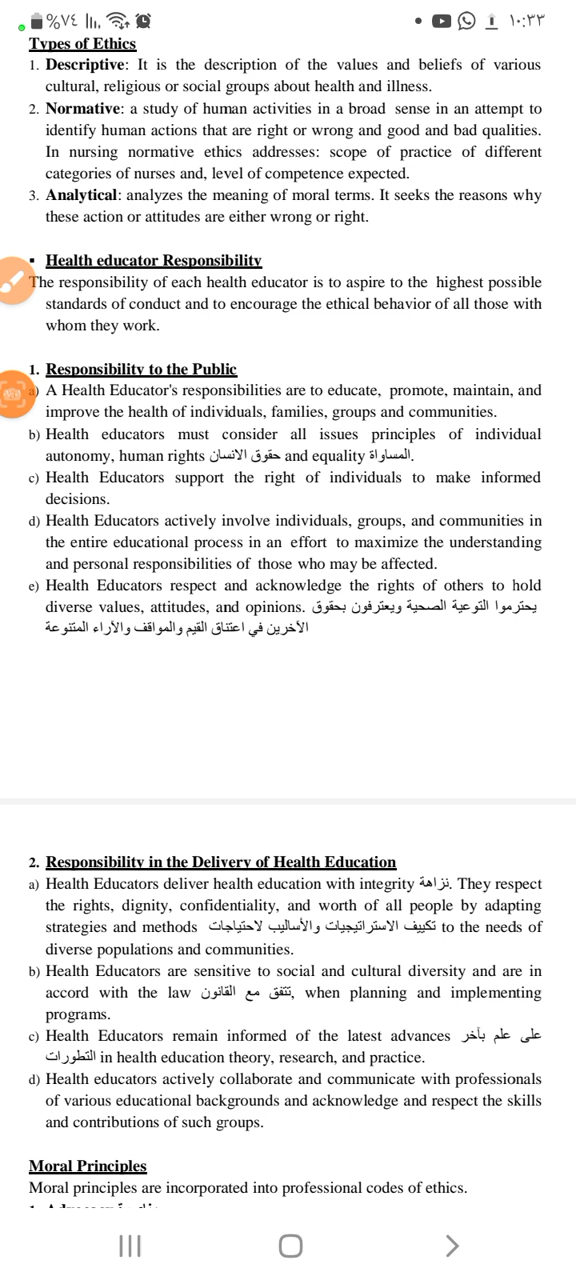 %٧٤ ١٠:٣٣
Types of Ethics
1. Descriptive: It is the description of the values and beliefs of various
cultural, religious or social groups about health and illness.
2. Normative: a study of human activities in a broad sense in an attempt to
identify human actions that are right or wrong and good and bad qualities.
In nursing normative ethics addresses: scope of practice of different
categories of nurses and, level of competence expected.
3. Analytical: analyzes the meaning of moral terms. It seeks the reasons why
these action or attitudes are either wrong or right.
▪ Health educator Responsibility
The responsibility of each health educator is to aspire to the highest possible
standards of conduct and to encourage the ethical behavior of all those with
whom they work.
1. Responsibility to the Public
a) A Health Educator's responsibilities are to educate, promote, maintain, and
improve the health of individuals, families, groups and communities.
b) Health educators must consider all issues principles of individual
autonomy, human rights حقوق الانسان and equality المساواة.
c) Health Educators support the right of individuals to make informed
decisions.
d) Health Educators actively involve individuals, groups, and communities in
the entire educational process in an effort to maximize the understanding
and personal responsibilities of those who may be affected.
e) Health Educators respect and acknowledge the rights of others to hold
diverse values, attitudes, and opinions. يحترموا التوعية الصحية ويعترفون بحقوق
الآخرين في اعتناق القيم والمواقف والآراء المتنوعة
2. Responsibility in the Delivery of Health Education
a) Health Educators deliver health education with integrity نزاهة. They respect
the rights, dignity, confidentiality, and worth of all people by adapting
strategies and methods تكييف الاستراتيجيات والأساليب لاحتياجات to the needs of
diverse populations and communities.
b) Health Educators are sensitive to social and cultural diversity and are in
accord with the law تتفق مع القانون, when planning and implementing
programs.
c) Health Educators remain informed of the latest advances على علم بآخر
التطورات in health education theory, research, and practice.
d) Health educators actively collaborate and communicate with professionals
of various educational backgrounds and acknowledge and respect the skills
and contributions of such groups.
Moral Principles
Moral principles are incorporated into professional codes of ethics.